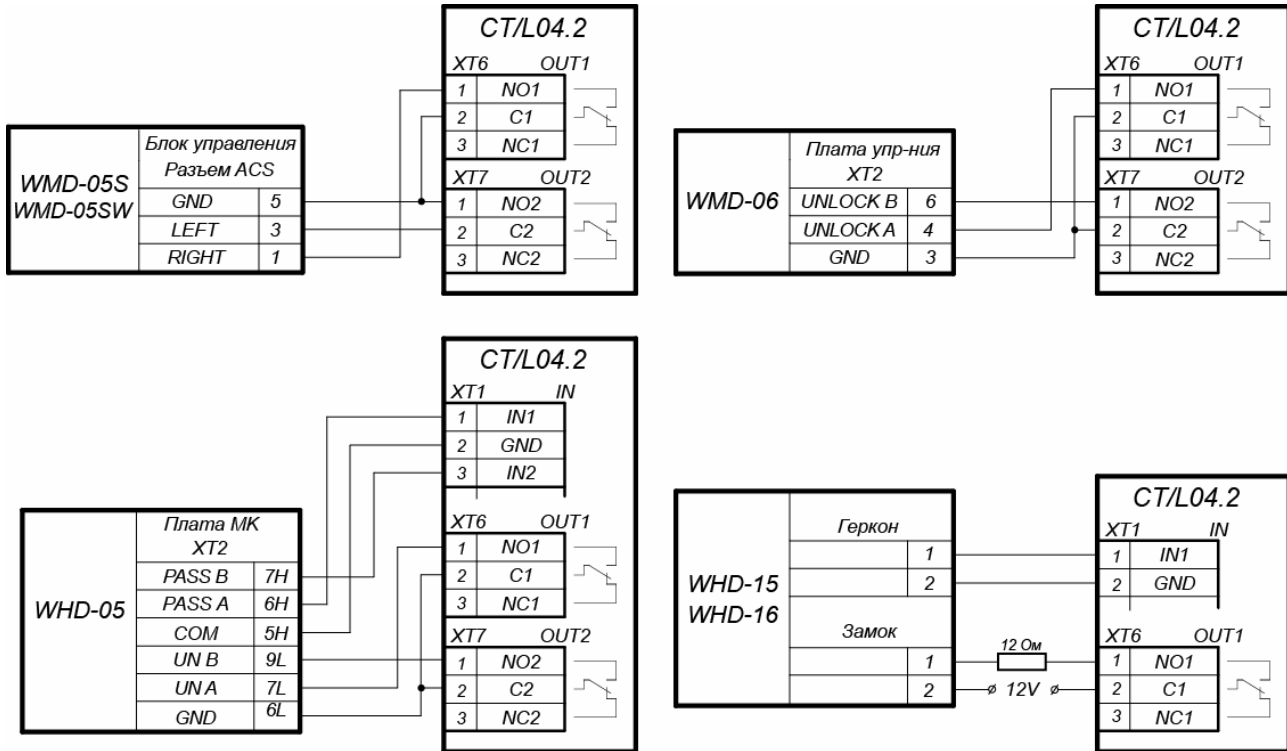 CT/L04.2
XT6 OUT1
1 NO1
2 C1
3 NC1
XT7 OUT2
1 NO2
2 C2
3 NC2
WMD-05S
WMD-05SW
Блок управления
Разъем ACS
GND 5
LEFT 3
RIGHT 1
CT/L04.2
XT6 OUT1
1 NO1
2 C1
3 NC1
XT7 OUT2
1 NO2
2 C2
3 NC2
WMD-06
Плата упр-ния
XT2
UNLOCK B 6
UNLOCK A 4
GND 3
CT/L04.2
XT1 IN
1 IN1
2 GND
3 IN2
XT6 OUT1
1 NO1
2 C1
3 NC1
XT7 OUT2
1 NO2
2 C2
3 NC2
WHD-05
Плата МК
XT2
PASS B 7H
PASS A 6H
COM 5H
UN B 9L
UN A 7L
GND 6L
CT/L04.2
XT1 IN
1 IN1
2 GND
XT6 OUT1
1 NO1
2 C1
3 NC1
WHD-15
WHD-16
Геркон
1
2
Замок
1
2
12 Ом
12V